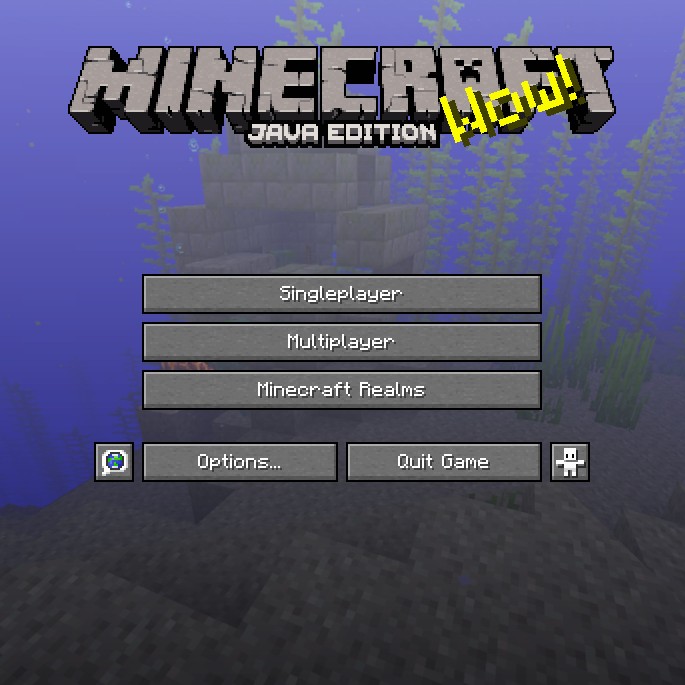 MINECRAFT
JAVA EDITION
Wow!
Singleplayer
Multiplayer
Minecraft Realms
Options...
Quit Game